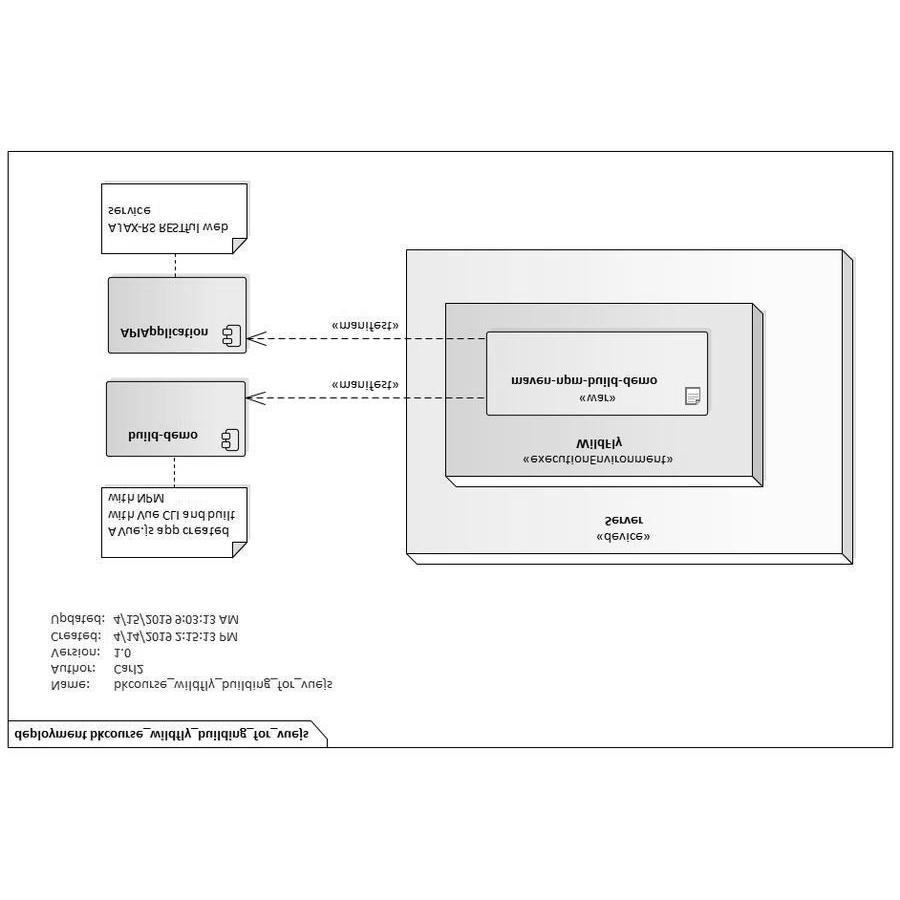 deployment bkcourse_wildfly_building_for_vuejs
Name: bkcourse_wildfly_building_for_vuejs
Author: Carl2
Version: 1.0
Created: 4/14/2019 2:15:13 PM
Updated: 4/15/2019 9:03:13 AM
A Vue.js app created
with Vue CLI and built
with NPM
build-demo
«manifest»
APIApplication
«manifest»
AJAX-RS RESTful web
service
«device»
Server
«executionEnvironment»
WildFly
«war»
maven-npm-build-demo